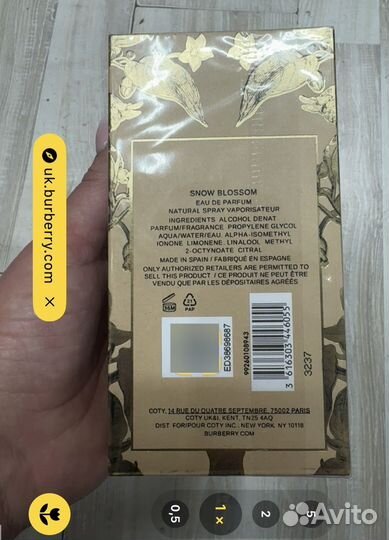 SNOW BLOSSOM
EAU DE PARFUM
NATURAL SPRAY VAPORISATEUR
INGREDIENTS ALCOHOL DENAT
PARFUM/FRAGRANCE PROPYLENE GLYCOL
AQUA/WATER/EAU, ALPHA-ISOMETHYL
IONONE LIMONENE, LINALOOL METHYL
2-OCTYNOATE CITRAL
MADE IN SPAIN / FABRIQUÉ EN ESPAGNE
ONLY AUTHORIZED RETAILERS ARE PERMITTED TO
SELL THIS PRODUCT / CE PRODUIT NE PEUT ÊTRE
VENDU QUE PAR DES DÉPOSITAIRES AGRÉÉS
36M
21
PAP
ED38698687
99260108943
3 616303 446055
3237
COTY, 14 RUE DU QUATRE SEPTEMBRE, 75002 PARIS
COTY UK&I, KENT, TN25 4AQ
DIST. FOR/POUR COTY INC. NEW YORK, NY 10118
BURBERRY.COM
uk.burberry.com
×
0,5
1×
2
5
Avito